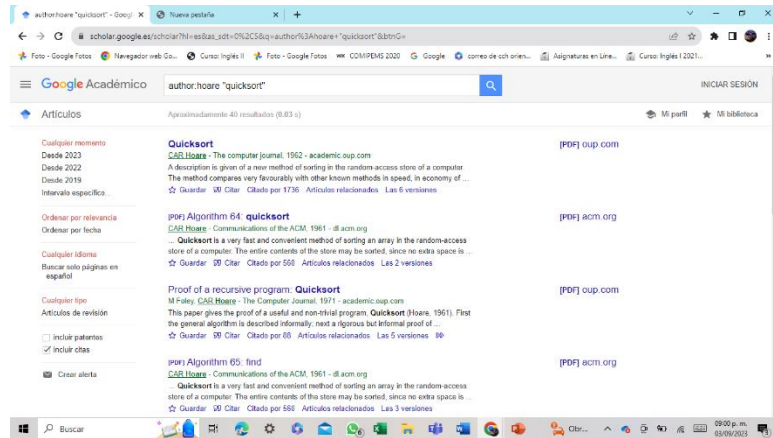 author:hoare "quicksort" - Googl
Nueva pestaña
scholar.google.es/scholar?hl=es&as_sdt=0%2C5&q=author%3Ahoare+"quicksort"&btnG=
Foto - Google Fotos
Navegador web Go...
Curso: Inglés II
Foto - Google Fotos
COMIPEMS 2020
Google
correo de cch orien...
Asignaturas en Líne...
Curso: Inglés I 2021...
Google Académico
author:hoare "quicksort"
INICIAR SESIÓN
Artículos
Aproximadamente 40 resultados (0.03 s)
Mi perfil
Mi biblioteca
Cualquier momento
Desde 2023
Desde 2022
Desde 2019
Intervalo específico...
Ordenar por relevancia
Ordenar por fecha
Cualquier idioma
Buscar solo páginas en
español
Cualquier tipo
Artículos de revisión
incluir patentes
incluir citas
Crear alerta
Quicksort
[PDF] oup.com
CAR Hoare - The computer journal, 1962 - academic.oup.com
A description is given of a new method of sorting in the random-access store of a computer.
The method compares very favourably with other known methods in speed, in economy of ...
Guardar Citar Citado por 1736 Artículos relacionados Las 6 versiones
[PDF] Algorithm 64: quicksort
[PDF] acm.org
CAR Hoare - Communications of the ACM, 1961 - dl.acm.org
... Quicksort is a very fast and convenient method of sorting an array in the random-access
store of a computer. The entire contents of the store may be sorted, since no extra space is ...
Guardar Citar Citado por 568 Artículos relacionados Las 2 versiones
Proof of a recursive program: Quicksort
[PDF] oup.com
M Foley, CAR Hoare - The Computer Journal, 1971 - academic.oup.com
This paper gives the proof of a useful and non-trivial program, Quicksort (Hoare, 1961). First
the general algorithm is described informally; next a rigorous but informal proof of ...
Guardar Citar Citado por 88 Artículos relacionados Las 5 versiones
[PDF] Algorithm 65: find
[PDF] acm.org
CAR Hoare - Communications of the ACM, 1961 - dl.acm.org
... Quicksort is a very fast and convenient method of sorting an array in the random-access
store of a computer. The entire contents of the store may be sorted, since no extra space is ...
Guardar Citar Citado por 568 Artículos relacionados Las 3 versiones
Buscar
Obr...
09:00 p. m.
03/09/2023